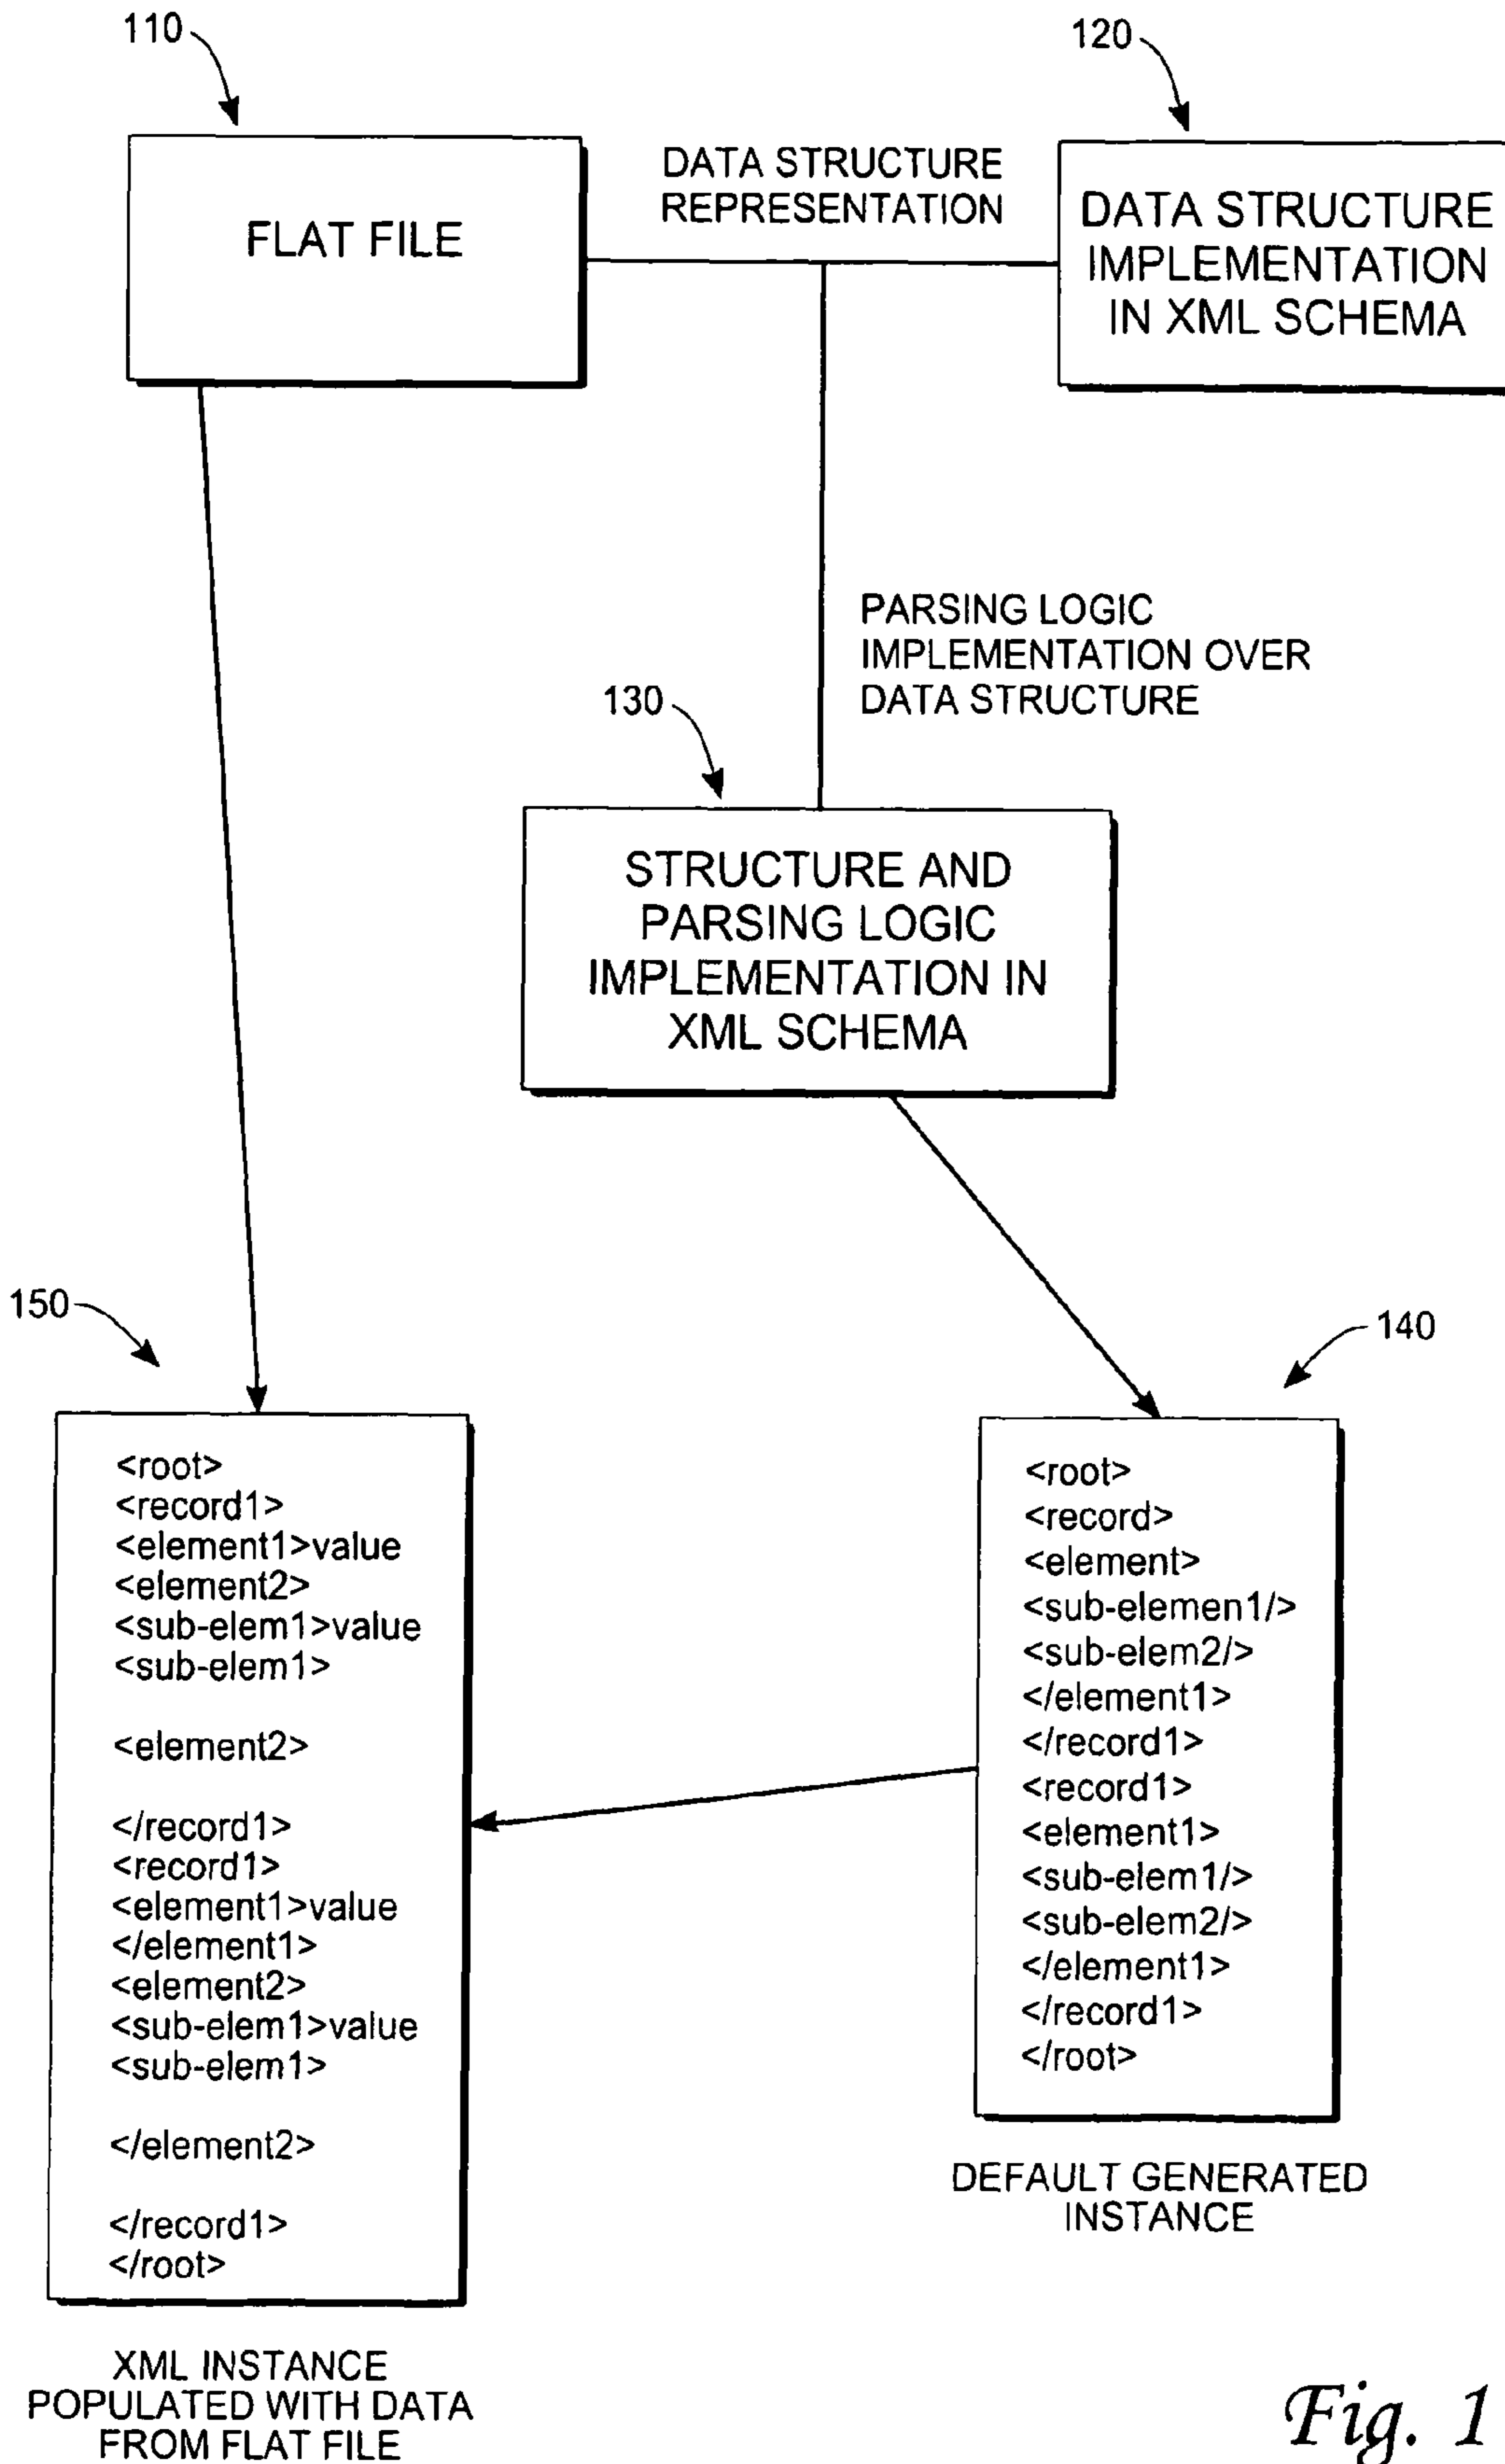 110
120
FLAT FILE
DATA STRUCTURE
REPRESENTATION
DATA STRUCTURE
IMPLEMENTATION
IN XML SCHEMA
PARSING LOGIC
IMPLEMENTATION OVER
DATA STRUCTURE
130
STRUCTURE AND
PARSING LOGIC
IMPLEMENTATION IN
XML SCHEMA
150
140
<root>
<record1>
<element1>value
<element2>
<sub-elem1>value
<sub-elem1>
<element2>
</record1>
<record1>
<element1>value
</element1>
<element2>
<sub-elem1>value
<sub-elem1>
</element2>
</record1>
</root>
XML INSTANCE
POPULATED WITH DATA
FROM FLAT FILE
<root>
<record>
<element>
<sub-elemen1/>
<sub-elem2/>
</element1>
</record1>
<record1>
<element1>
<sub-elem1/>
<sub-elem2/>
</element1>
</record1>
</root>
DEFAULT GENERATED
INSTANCE
Fig. 1